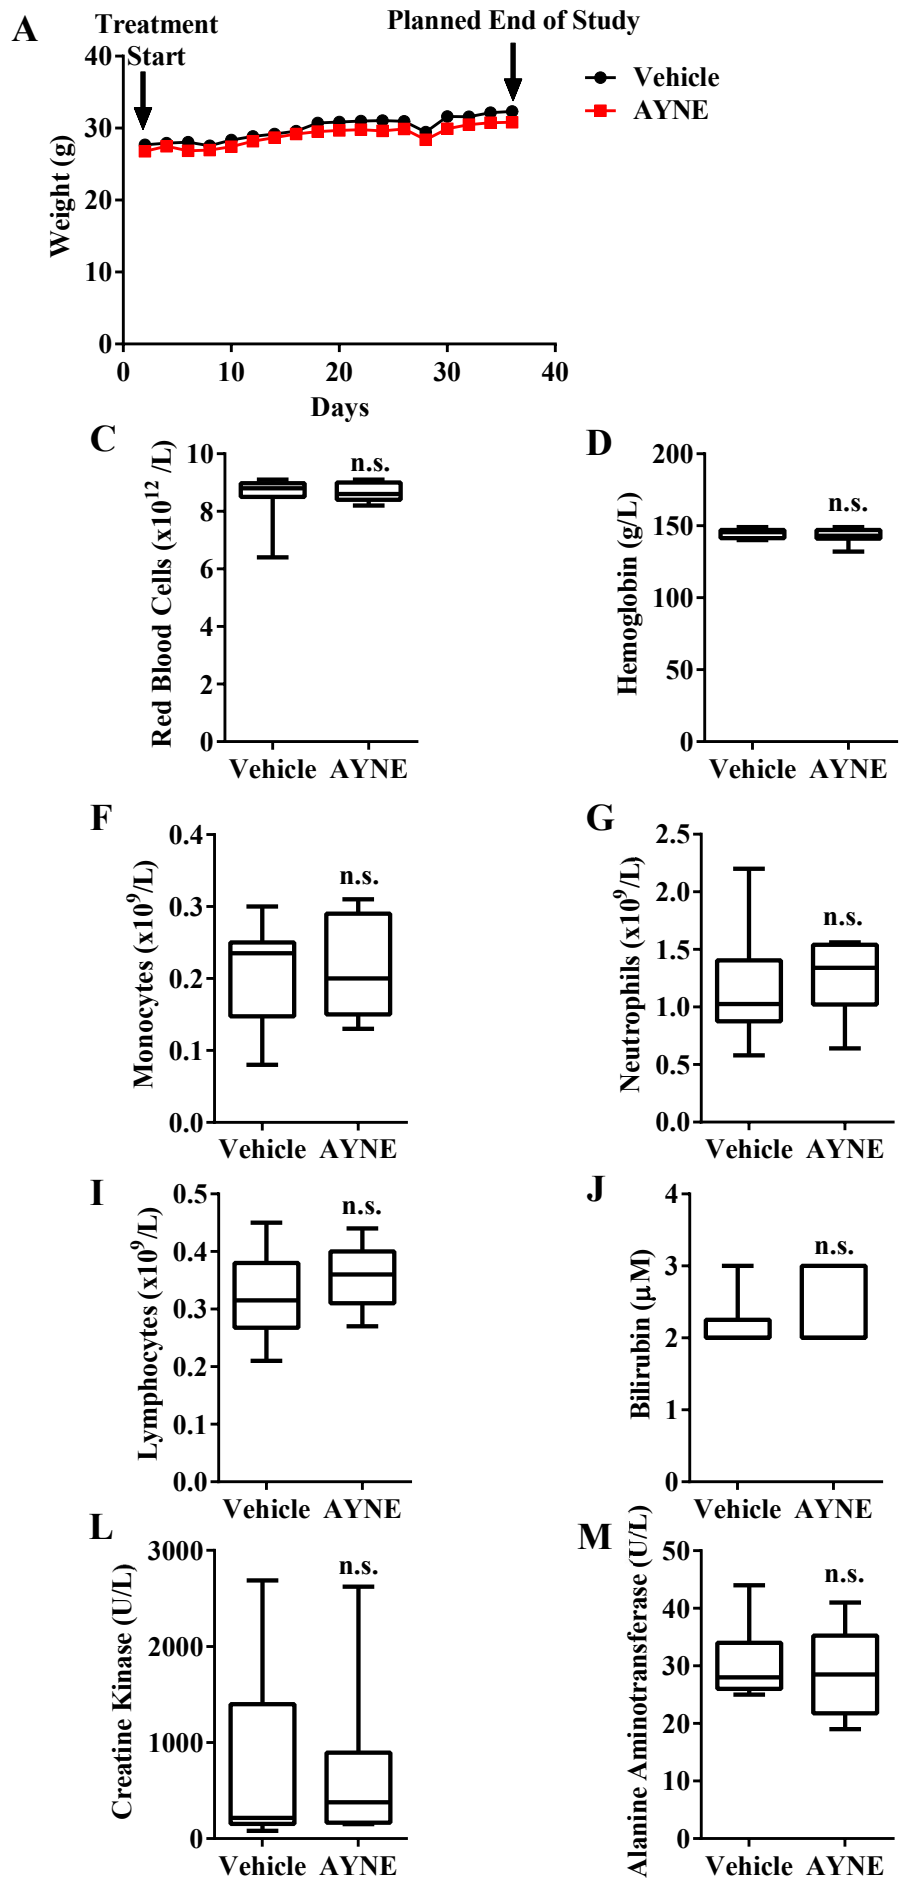 A
Treatment
Start
Planned End of Study
Vehicle
AYNE
Weight (g)
40
30
20
10
0
0 10 20 30 40
Days
C
Red Blood Cells (x10¹² /L)
10
8
6
4
2
0
n.s.
Vehicle AYNE
D
Hemoglobin (g/L)
200
150
100
50
0
n.s.
Vehicle AYNE
F
Monocytes (x10⁹/L)
0.4
0.3
0.2
0.1
0.0
n.s.
Vehicle AYNE
G
Neutrophils (x10⁹/L)
2.5
2.0
1.5
1.0
0.5
0.0
n.s.
Vehicle AYNE
I
Lymphocytes (x10⁹/L)
0.5
0.4
0.3
0.2
0.1
0.0
n.s.
Vehicle AYNE
J
Bilirubin (μM)
4
3
2
1
0
n.s.
Vehicle AYNE
L
Creatine Kinase (U/L)
3000
2000
1000
0
n.s.
Vehicle AYNE
M
Alanine Aminotransferase (U/L)
50
40
30
20
10
0
n.s.
Vehicle AYNE